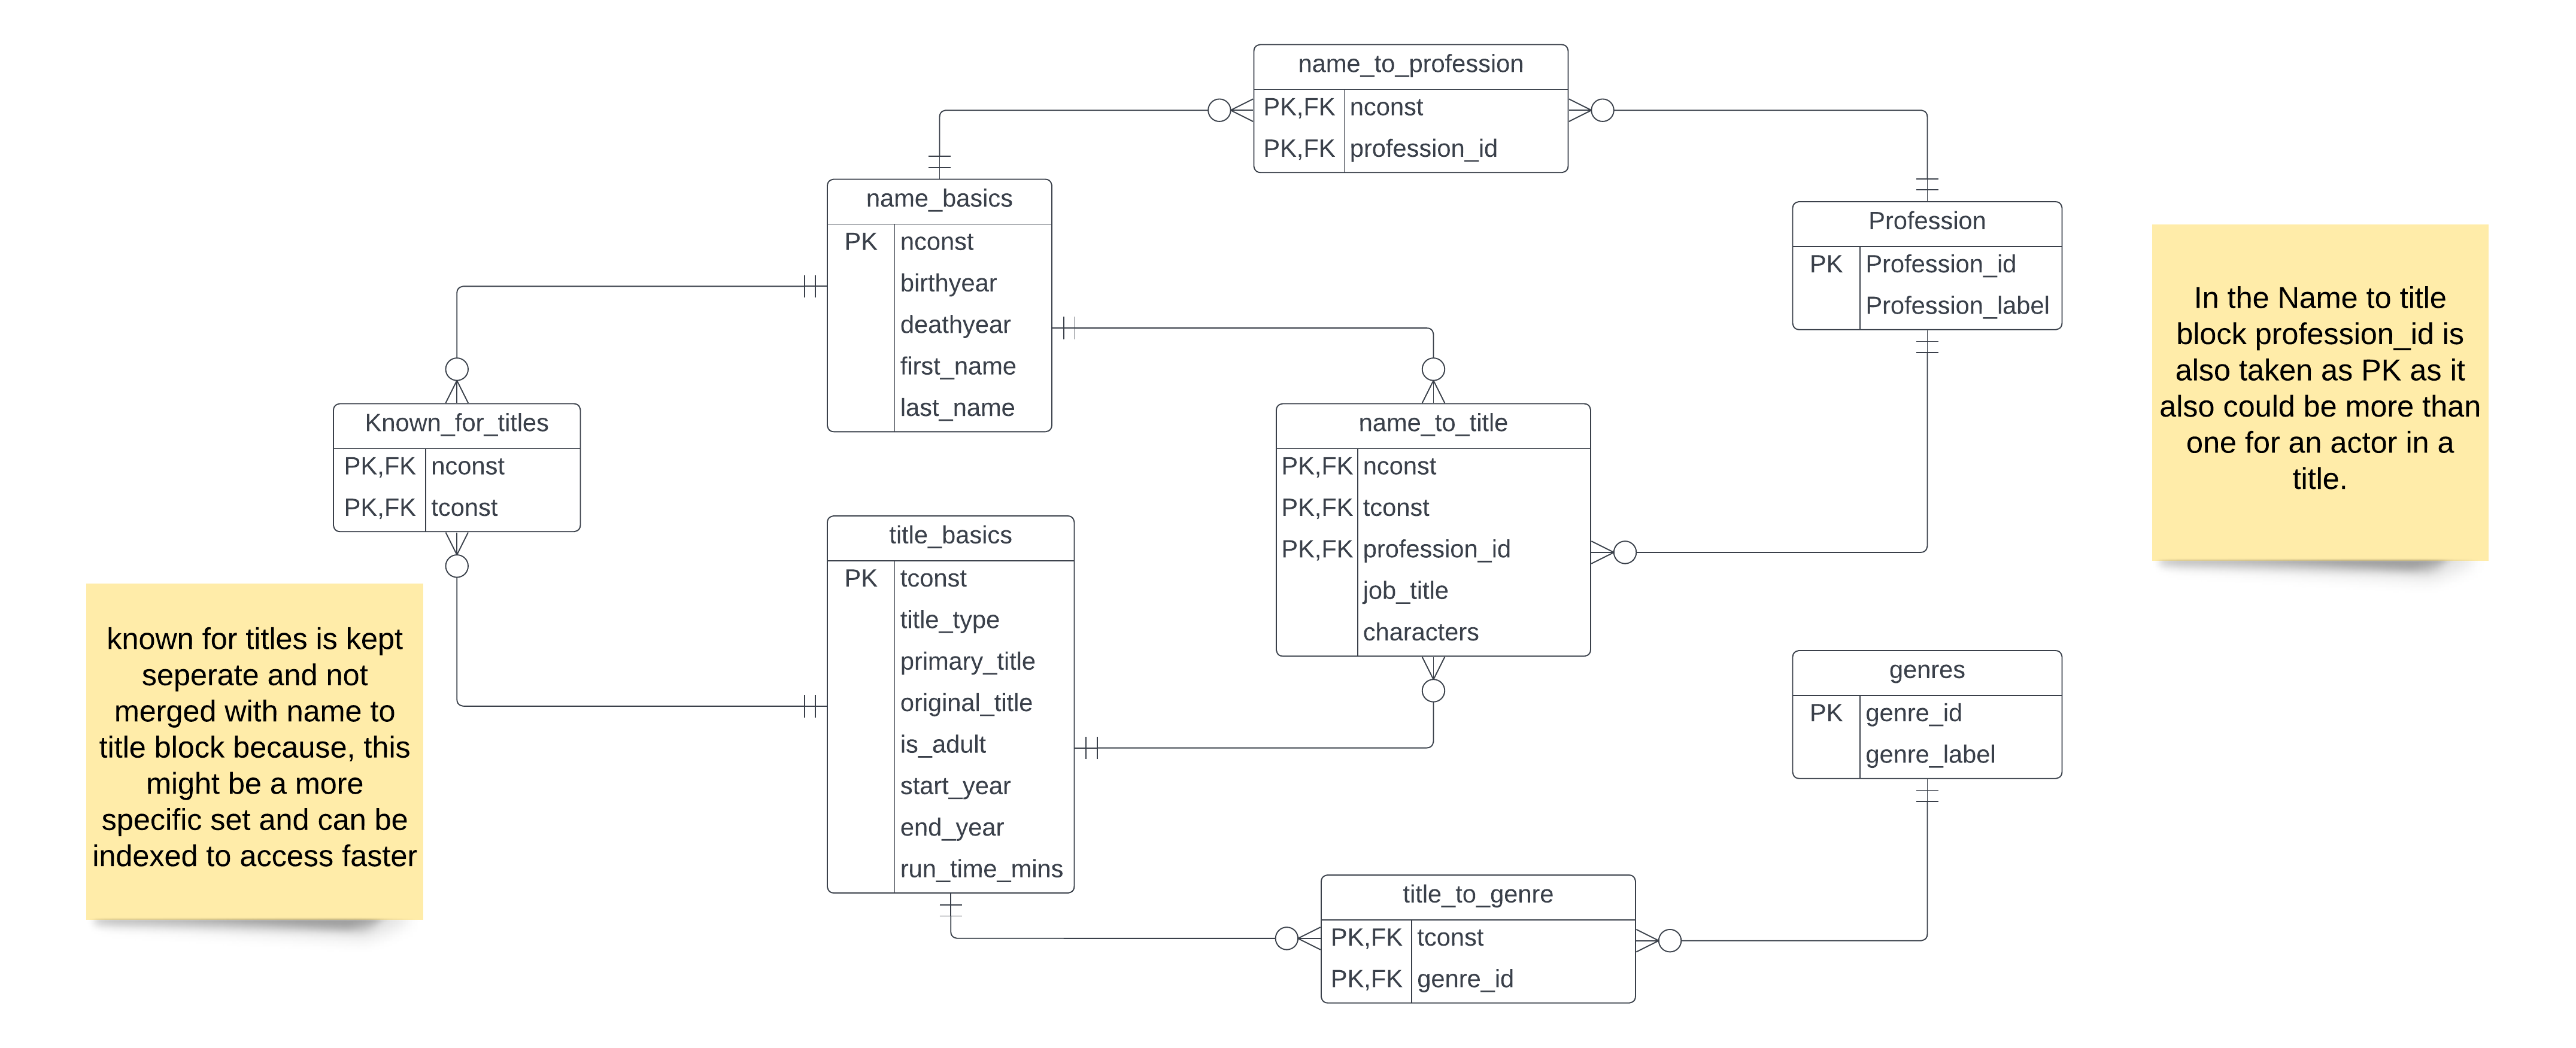 name_to_profession
PK,FK nconst
PK,FK profession_id
name_basics
PK nconst
birthyear
deathyear
first_name
last_name
Profession
PK Profession_id
Profession_label
In the Name to title
block profession_id is
also taken as PK as it
also could be more than
one for an actor in a
title.
Known_for_titles
PK,FK nconst
PK,FK tconst
name_to_title
PK,FK nconst
PK,FK tconst
PK,FK profession_id
job_title
characters
title_basics
PK tconst
title_type
primary_title
original_title
is_adult
start_year
end_year
run_time_mins
known for titles is kept
seperate and not
merged with name to
title block because, this
might be a more
specific set and can be
indexed to access faster
genres
PK genre_id
genre_label
title_to_genre
PK,FK tconst
PK,FK genre_id